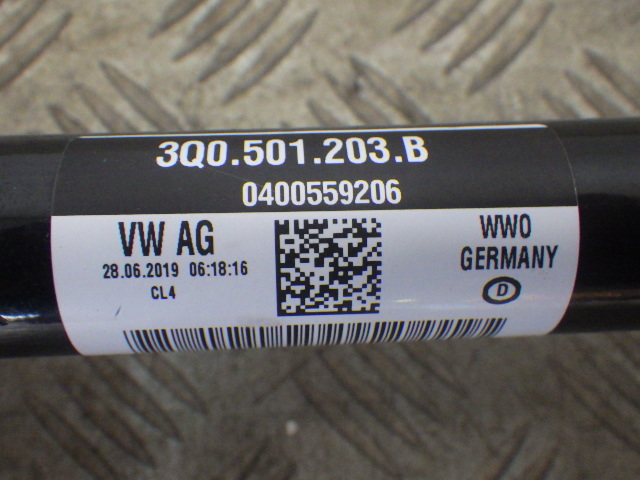 3Q0.501.203.B
0400559206
VW AG
28.06.2019 06:18:16
CL4
WWO
GERMANY
D